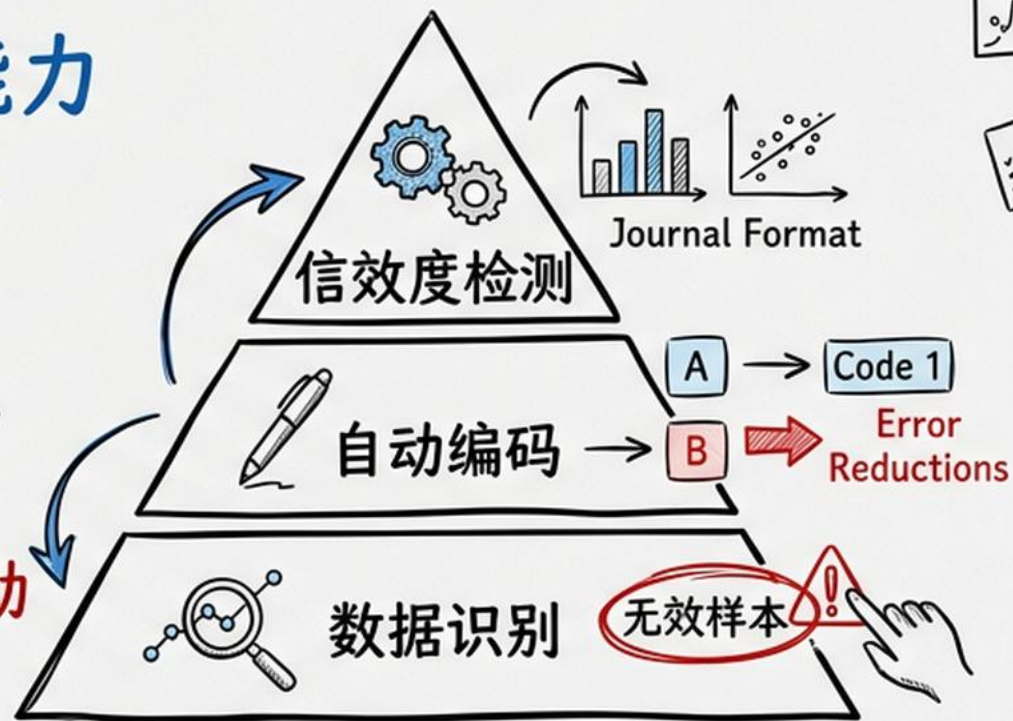 力
Journal Format
信效度检测
A
Code 1
自动编码
B
Error
Reductions
数据识别
无效样本
!